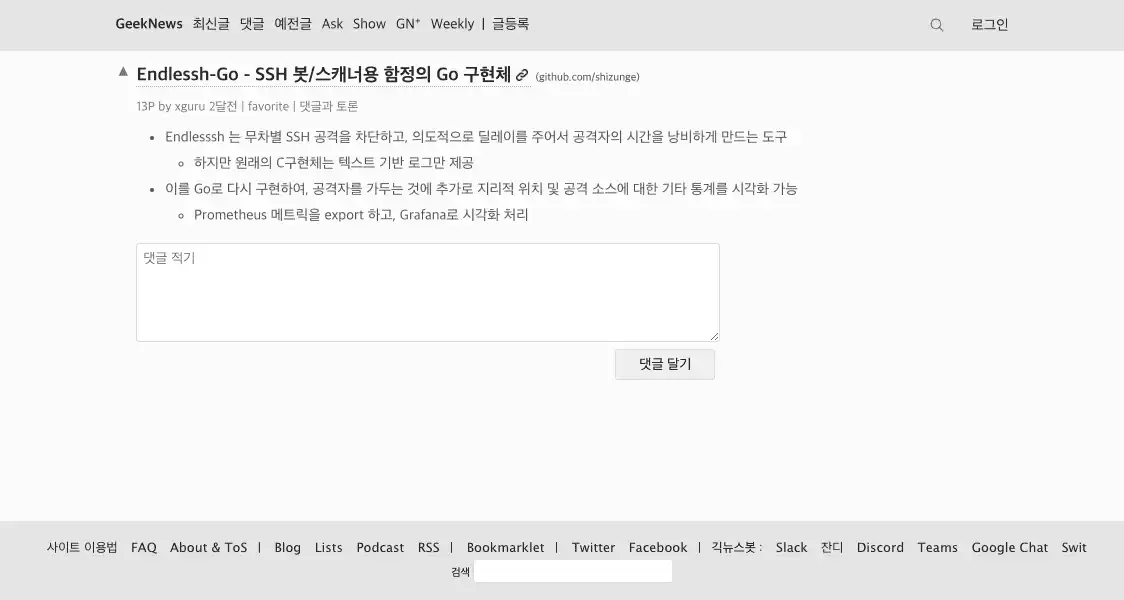 GeekNews 최신글 댓글 예전글 Ask Show GN⁺ Weekly | 글등록 로그인
▲ Endlessh-Go - SSH 봇/스캐너용 함정의 Go 구현체 (github.com/shizunge)
13P by xguru 2달전 | favorite | 댓글과 토론
• Endlesssh 는 무차별 SSH 공격을 차단하고, 의도적으로 딜레이를 주어서 공격자의 시간을 낭비하게 만드는 도구
◦ 하지만 원래의 C구현체는 텍스트 기반 로그만 제공
• 이를 Go로 다시 구현하여, 공격자를 가두는 것에 추가로 지리적 위치 및 공격 소스에 대한 기타 통계를 시각화 가능
◦ Prometheus 메트릭을 export 하고, Grafana로 시각화 처리
댓글 적기
댓글 달기
사이트 이용법 FAQ About & ToS | Blog Lists Podcast RSS | Bookmarklet | Twitter Facebook | 긱뉴스봇 : Slack 잔디 Discord Teams Google Chat Swit
검색